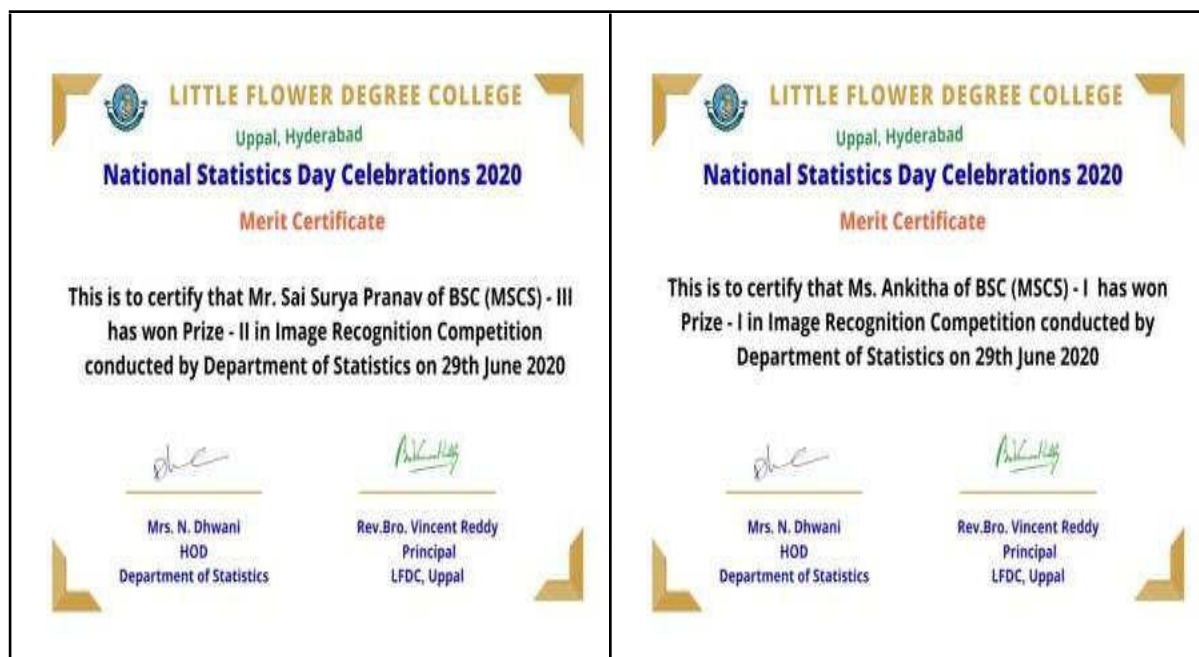 LITTLE FLOWER DEGREE COLLEGE
Uppal, Hyderabad
National Statistics Day Celebrations 2020
Merit Certificate
This is to certify that Mr. Sai Surya Pranav of BSC (MSCS) - III
has won Prize - II in Image Recognition Competition
conducted by Department of Statistics on 29th June 2020
Mrs. N. Dhwani
HOD
Department of Statistics
Rev.Bro. Vincent Reddy
Principal
LFDC, Uppal
LITTLE FLOWER DEGREE COLLEGE
Uppal, Hyderabad
National Statistics Day Celebrations 2020
Merit Certificate
This is to certify that Ms. Ankitha of BSC (MSCS) - I has won
Prize - I in Image Recognition Competition conducted by
Department of Statistics on 29th June 2020
Mrs. N. Dhwani
HOD
Department of Statistics
Rev.Bro. Vincent Reddy
Principal
LFDC, Uppal